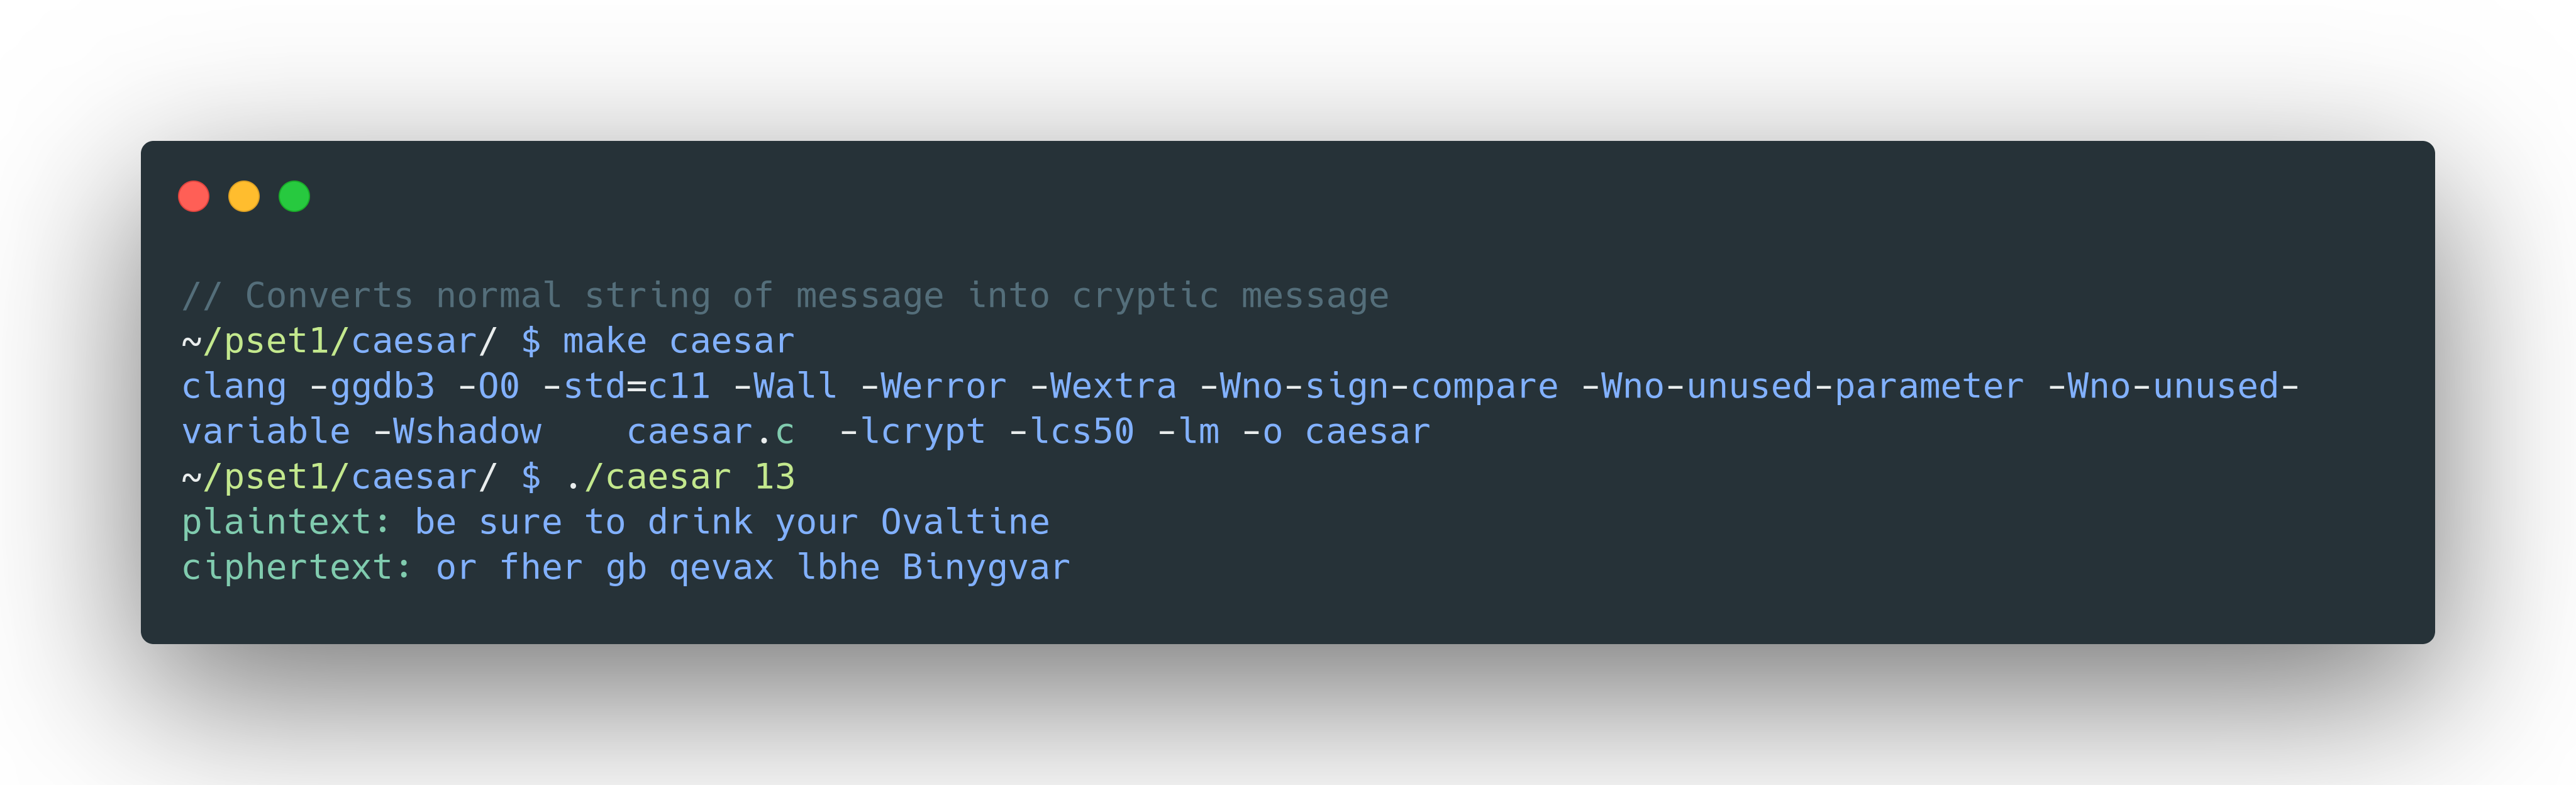 // Converts normal string of message into cryptic message
~/pset1/caesar/ $ make caesar
clang -ggdb3 -O0 -std=c11 -Wall -Werror -Wextra -Wno-sign-compare -Wno-unused-parameter -Wno-unused-
variable -Wshadow    caesar.c  -lcrypt -lcs50 -lm -o caesar
~/pset1/caesar/ $ ./caesar 13
plaintext: be sure to drink your Ovaltine
ciphertext: or fher gb qevax lbhe Binygvar